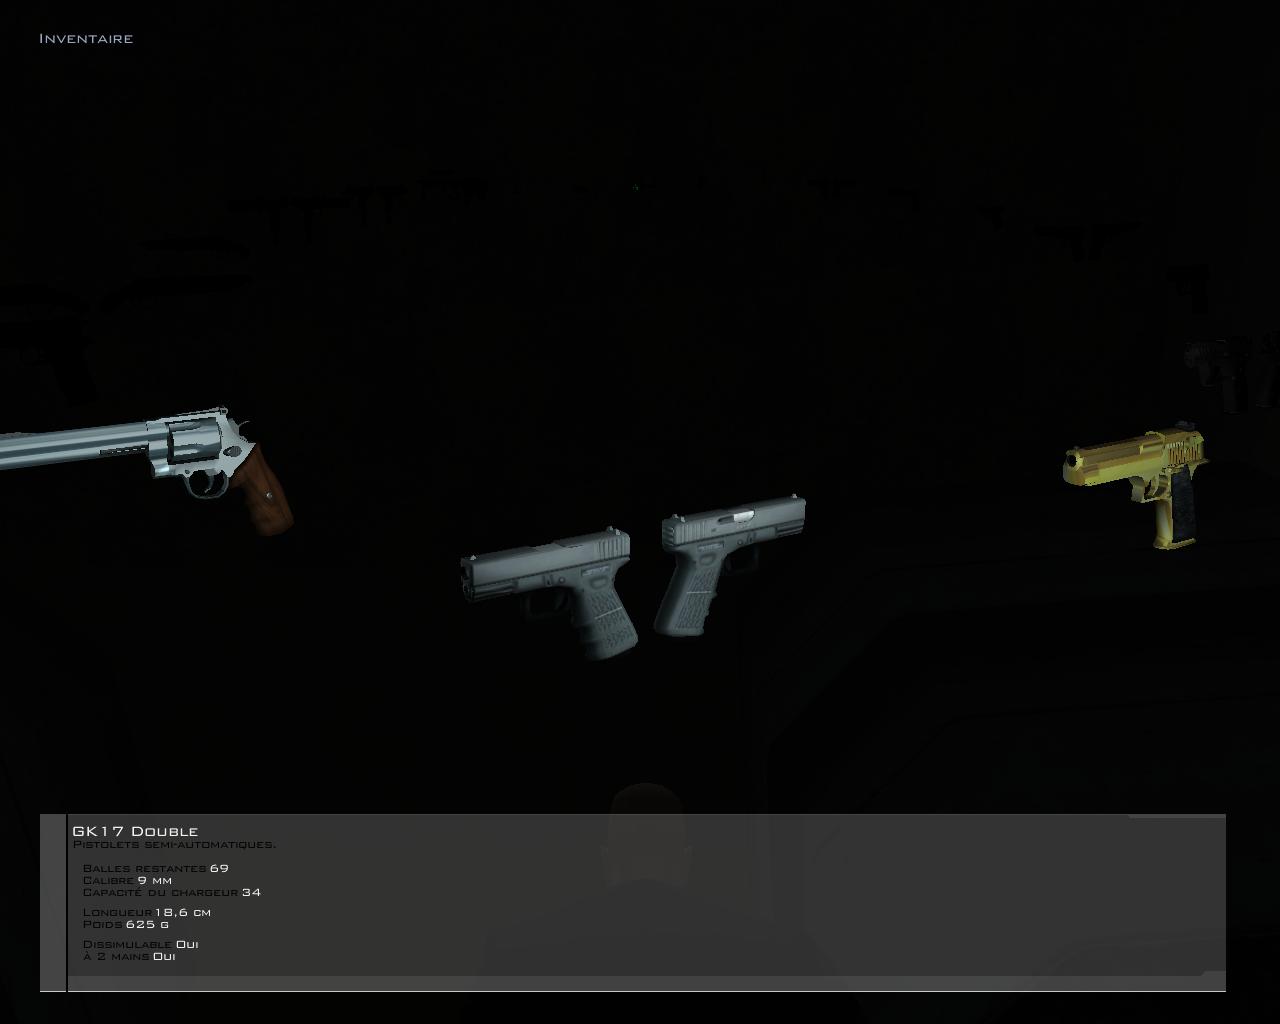 Inventaire
GK17 Double
Pistolets semi-automatiques.
Balles restantes 69
Calibre 9 mm
Capacité du chargeur 34
Longueur 18,6 cm
Poids 625 g
Dissimulable Oui
À 2 mains Oui